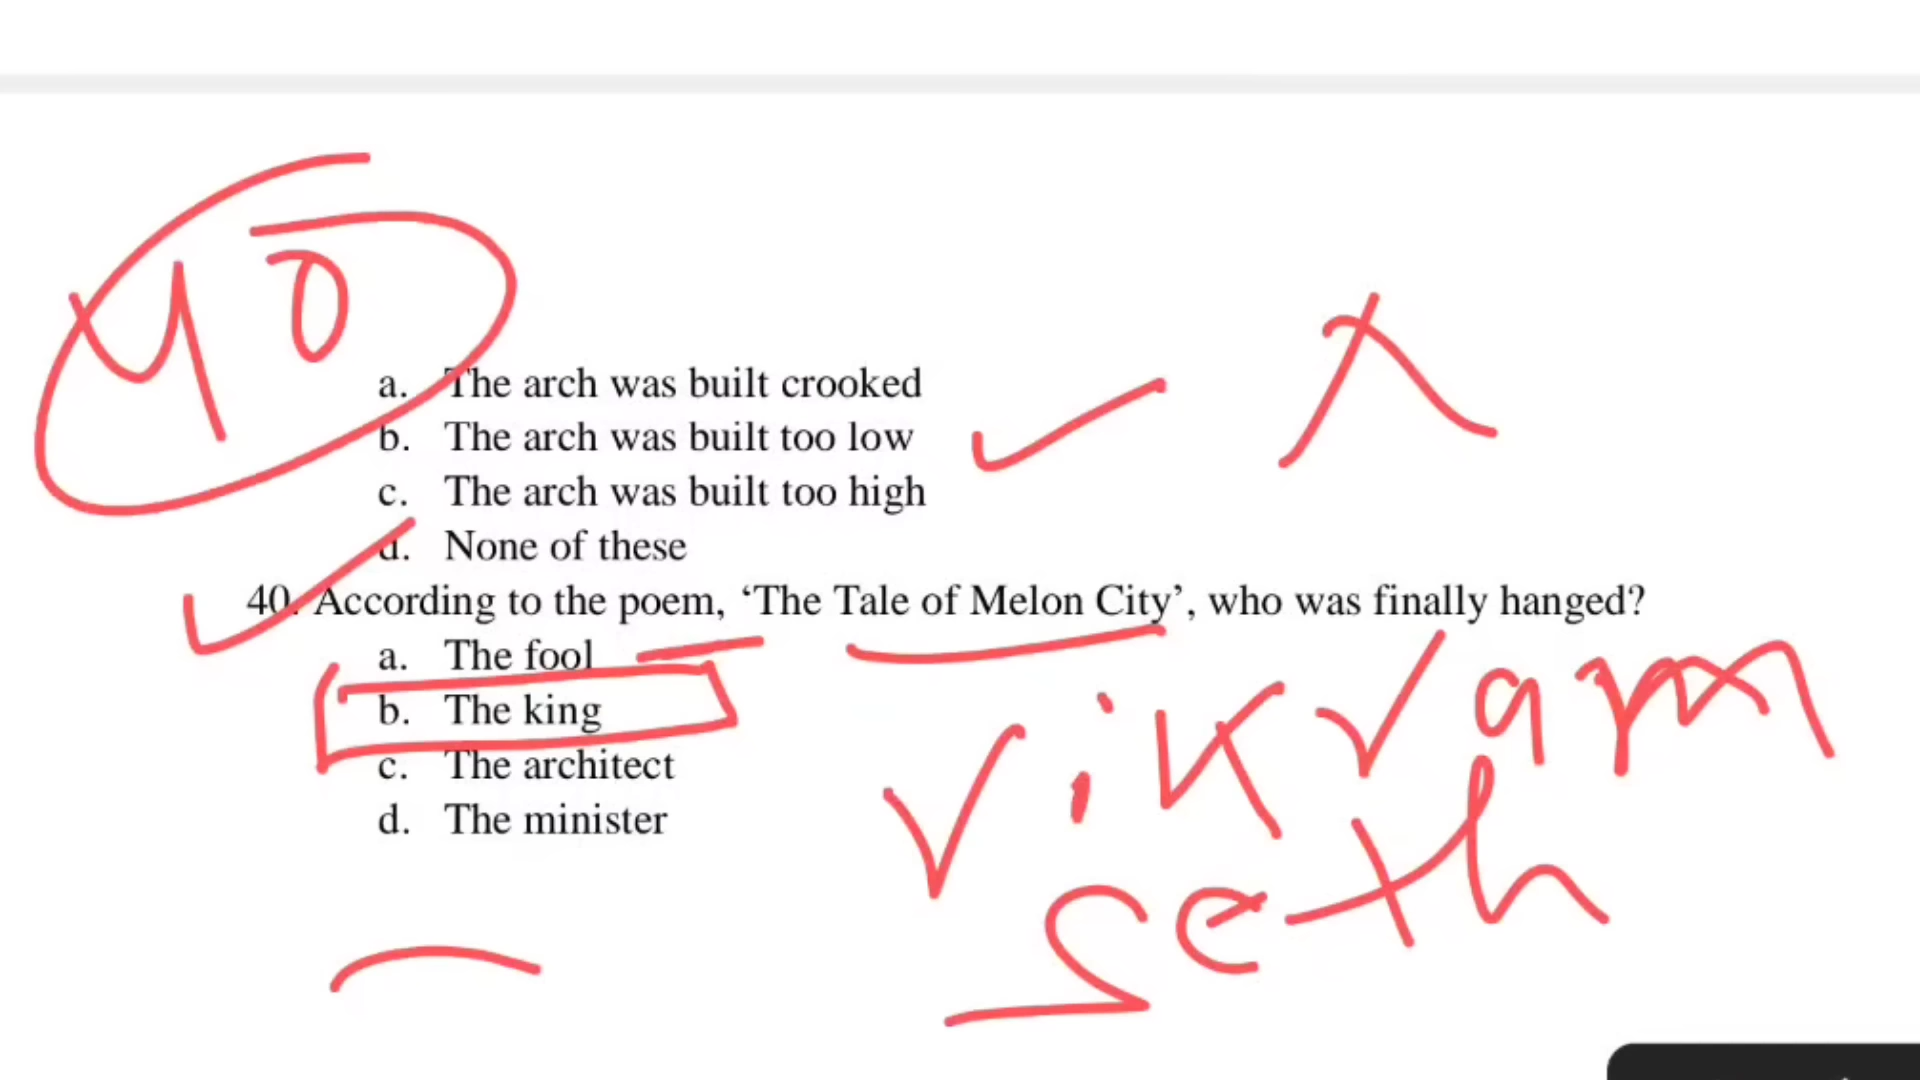 40
a. The arch was built crooked
b. The arch was built too low
c. The arch was built too high
d. None of these
40. According to the poem, ‘The Tale of Melon City’, who was finally hanged?
a. The fool
b. The king
c. The architect
d. The minister
Vikram
Seth